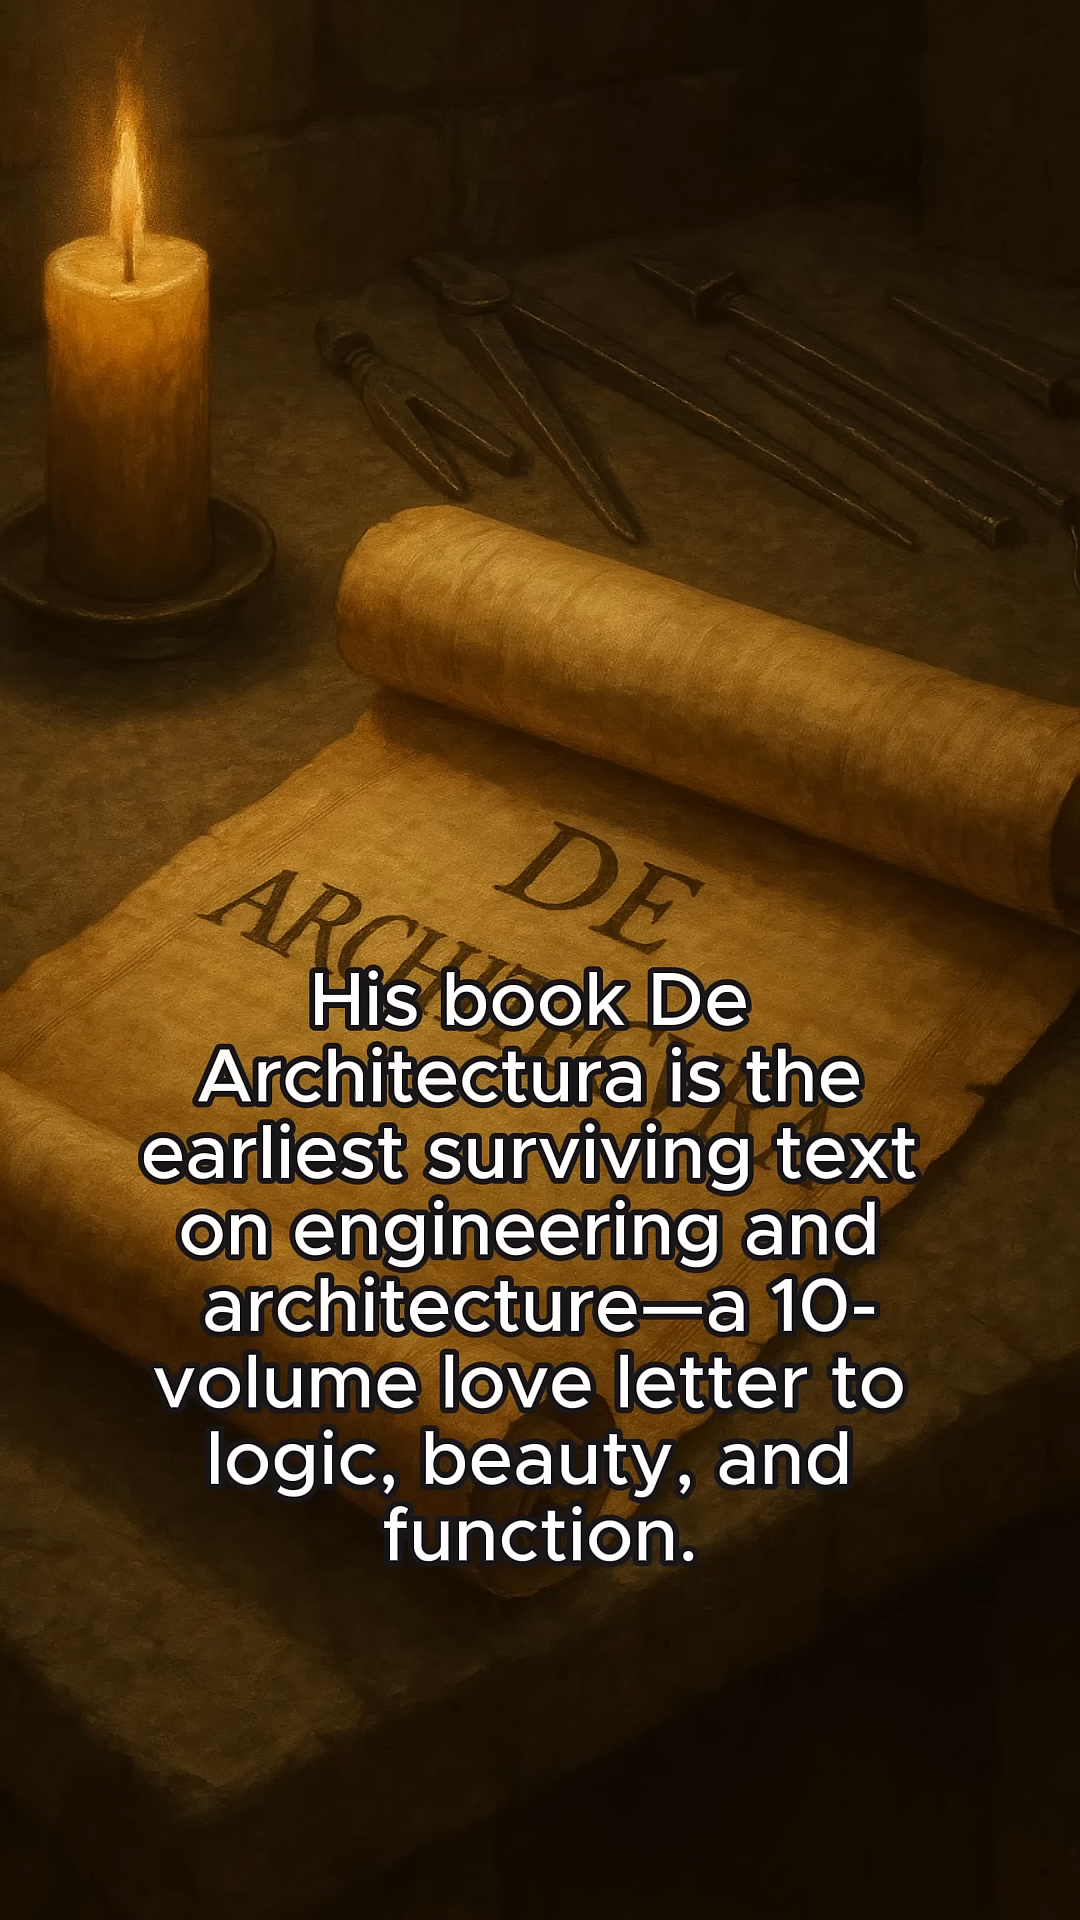 DE
ARCHITECVRA
His book De
Architectura is the
earliest surviving text
on engineering and
architecture—a 10-
volume love letter to
logic, beauty, and
function.